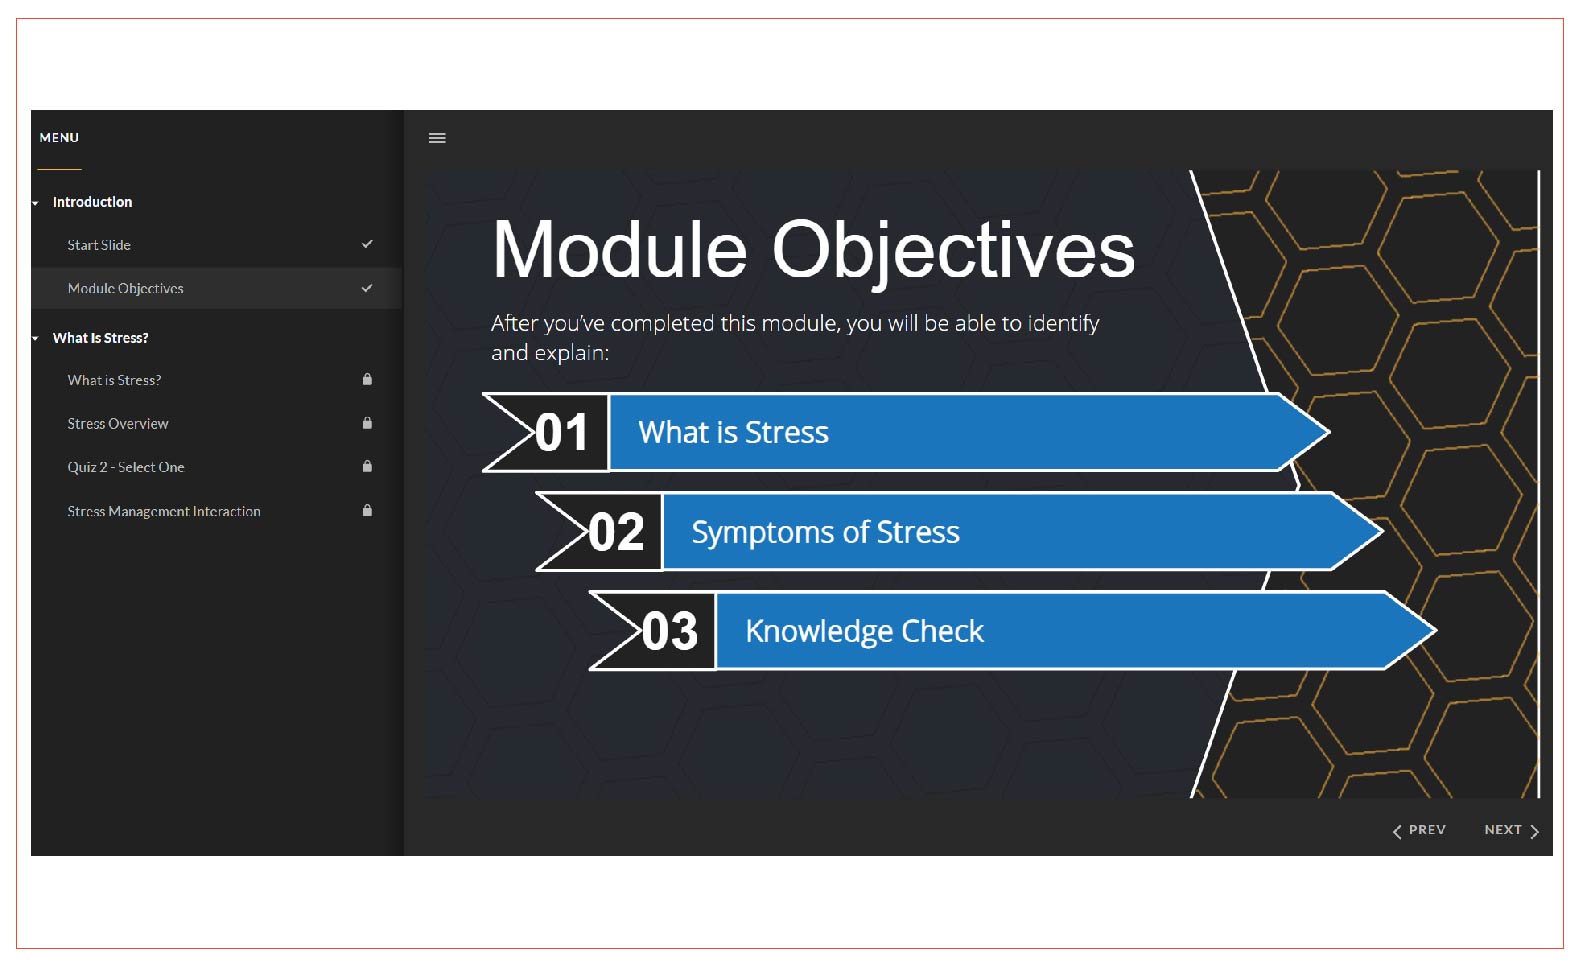 MENU
Introduction
Start Slide
Module Objectives
What Is Stress?
What is Stress?
Stress Overview
Quiz 2 - Select One
Stress Management Interaction
Module Objectives
After you've completed this module, you will be able to identify
and explain:
01 What is Stress
02 Symptoms of Stress
03 Knowledge Check
PREV NEXT